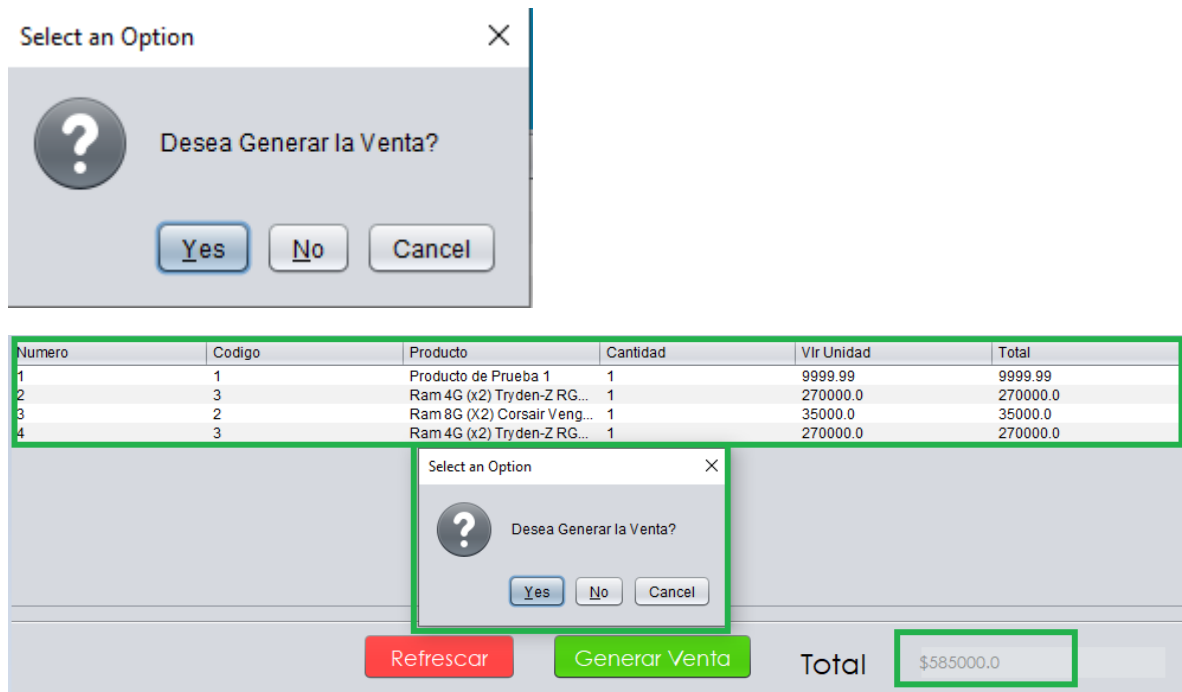 Select an Option
Desea Generar la Venta?
Yes No Cancel
Numero Codigo Producto Cantidad Vlr Unidad Total
1 1 Producto de Prueba 1 1 9999.99 9999.99
2 3 Ram 4G (x2) Tryden-Z RG... 1 270000.0 270000.0
3 2 Ram 8G (X2) Corsair Veng... 1 35000.0 35000.0
4 3 Ram 4G (x2) Tryden-Z RG... 1 270000.0 270000.0
Select an Option
Desea Generar la Venta?
Yes No Cancel
Refrescar Generar Venta Total $585000.0